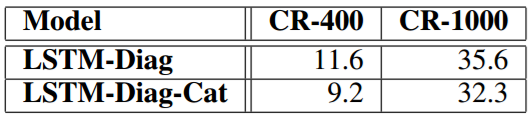 Model CR-400 CR-1000
LSTM-Diag 11.6 35.6
LSTM-Diag-Cat 9.2 32.3